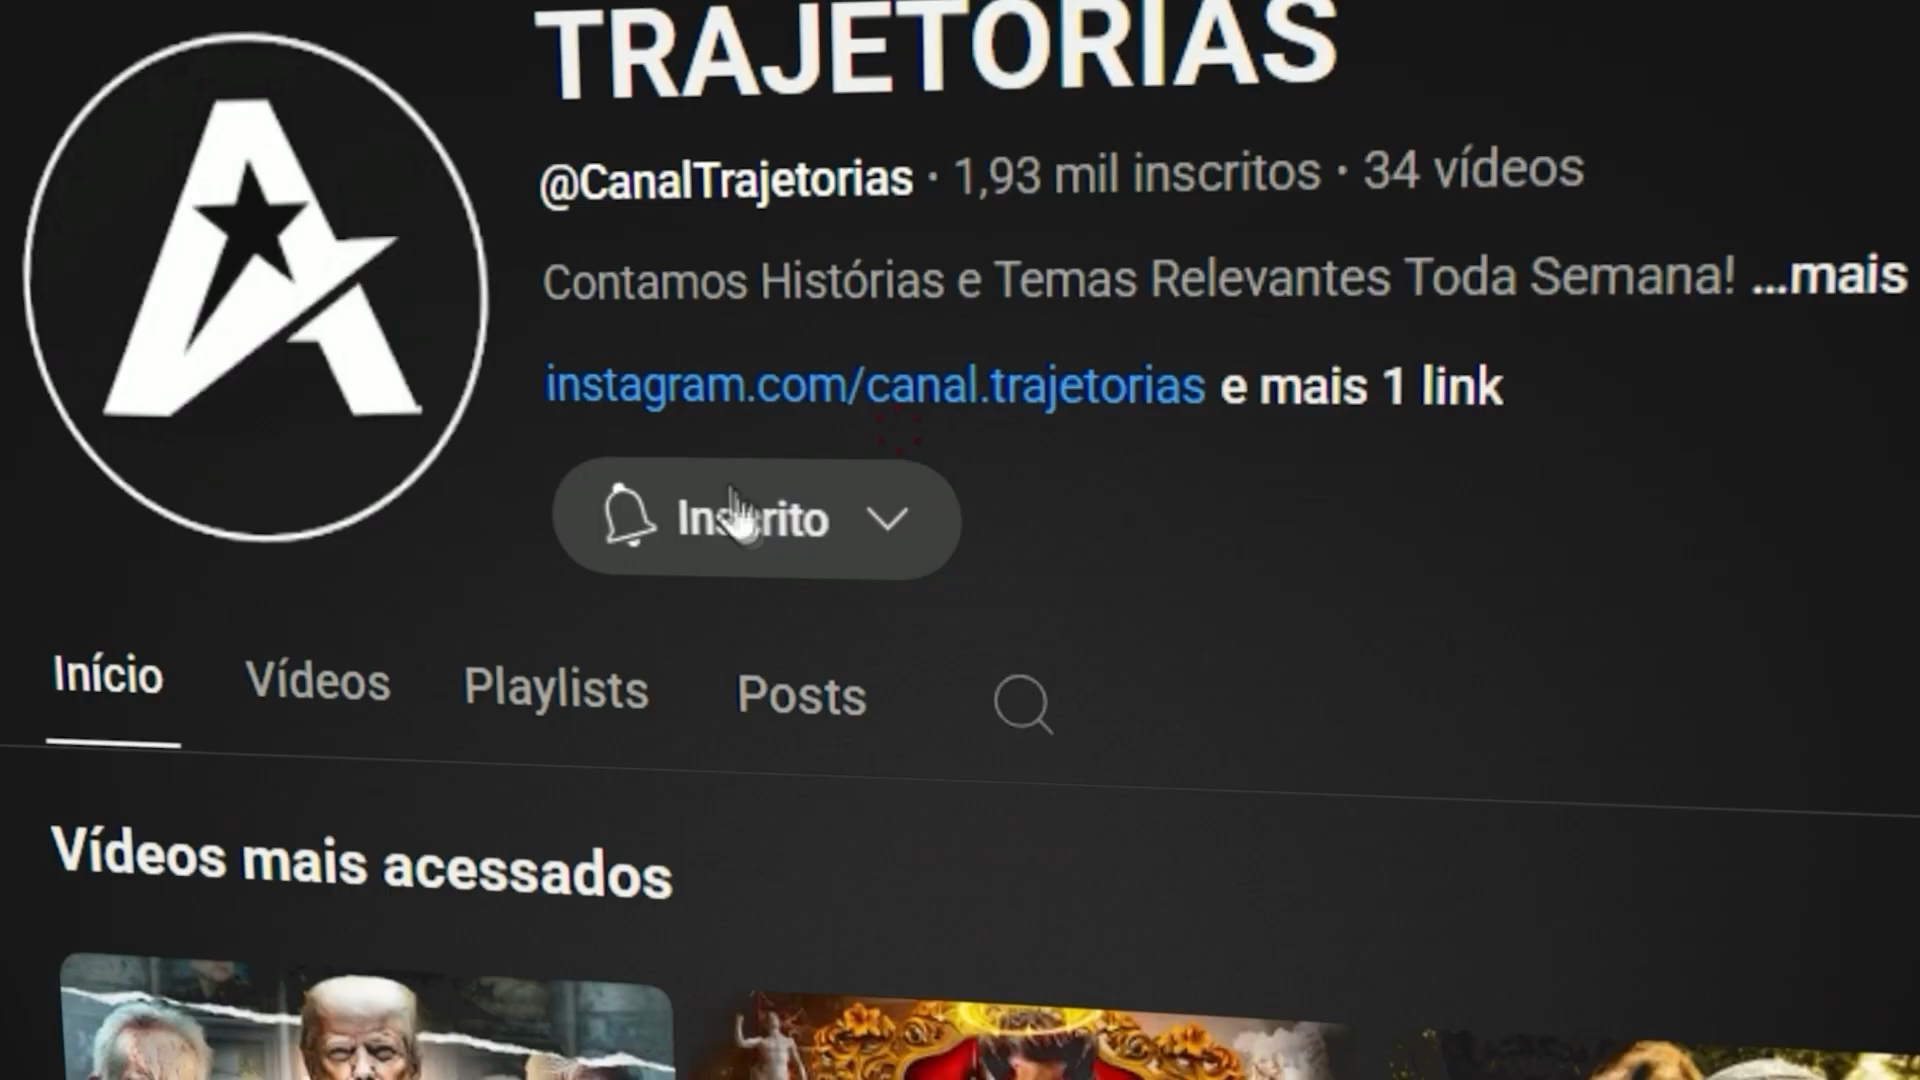 TRAJETORIAS
@CanalTrajetorias · 1,93 mil inscritos · 34 vídeos
Contamos Histórias e Temas Relevantes Toda Semana! ...mais
instagram.com/canal.trajetorias e mais 1 link
Inscrito
Início Vídeos Playlists Posts
Vídeos mais acessados